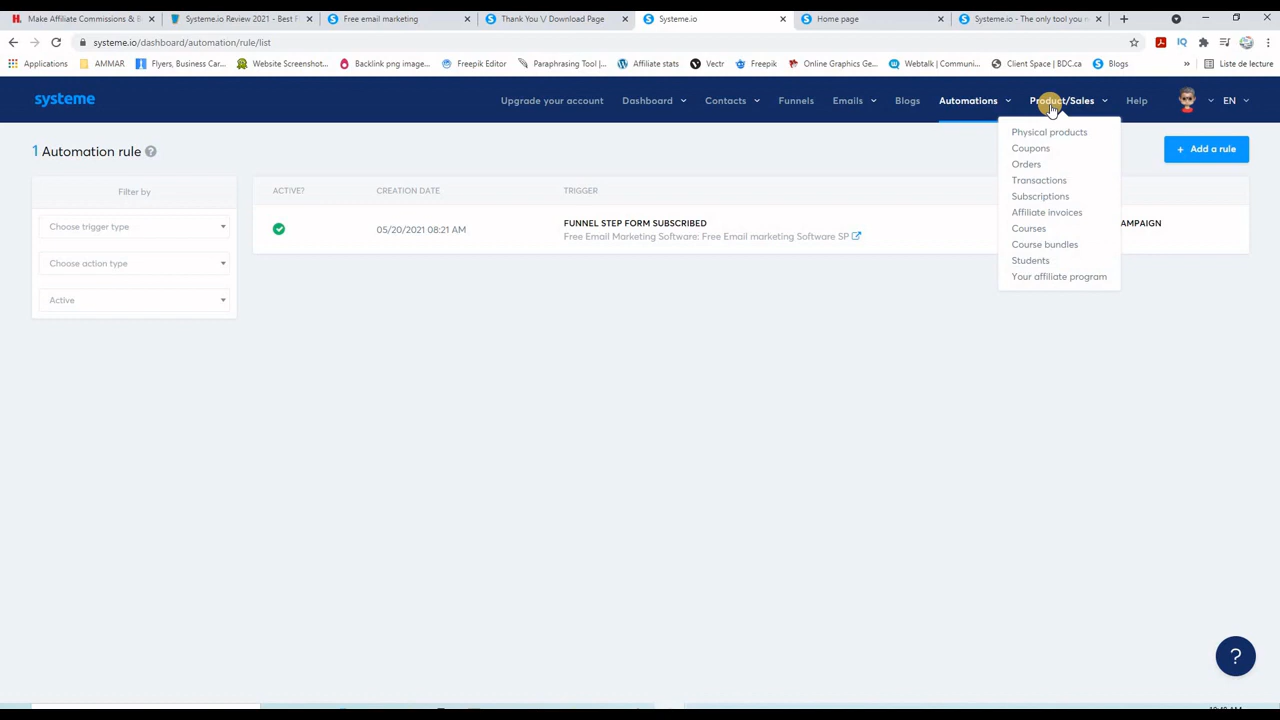 Make Affiliate Commissions & B
Systeme.io Review 2021 - Best F
Free email marketing
Thank You \/ Download Page
Systeme.io
Home page
Systeme.io - The only tool you n
systeme.io/dashboard/automation/rule/list
Applications
AMMAR
Flyers, Business Car...
Website Screenshot...
Backlink png image...
Freepik Editor
Paraphrasing Tool |...
Affiliate stats
Vectr
Freepik
Online Graphics Ge...
Webtalk | Communi...
Client Space | BDC.ca
Blogs
»
Liste de lecture
systeme
Upgrade your account
Dashboard
Contacts
Funnels
Emails
Blogs
Automations
Product/Sales
Help
EN
1 Automation rule ?
+ Add a rule
Physical products
Coupons
Orders
Transactions
Subscriptions
Affiliate invoices
Courses
Course bundles
Students
Your affiliate program
Filter by
Choose trigger type
Choose action type
Active
ACTIVE?
CREATION DATE
TRIGGER
05/20/2021 08:21 AM
FUNNEL STEP FORM SUBSCRIBED
Free Email Marketing Software: Free Email marketing Software SP
AMPAIGN
?